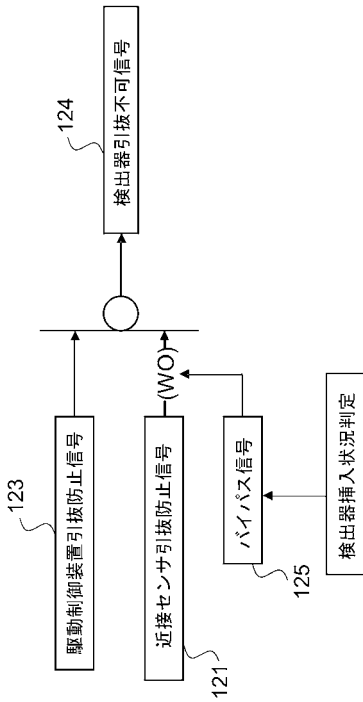 123
駆動制御装置引抜防止信号
124
検出器引抜不可信号
近接センサ引抜防止信号
121
(WO)
バイパス信号
125
検出器挿入状況判定